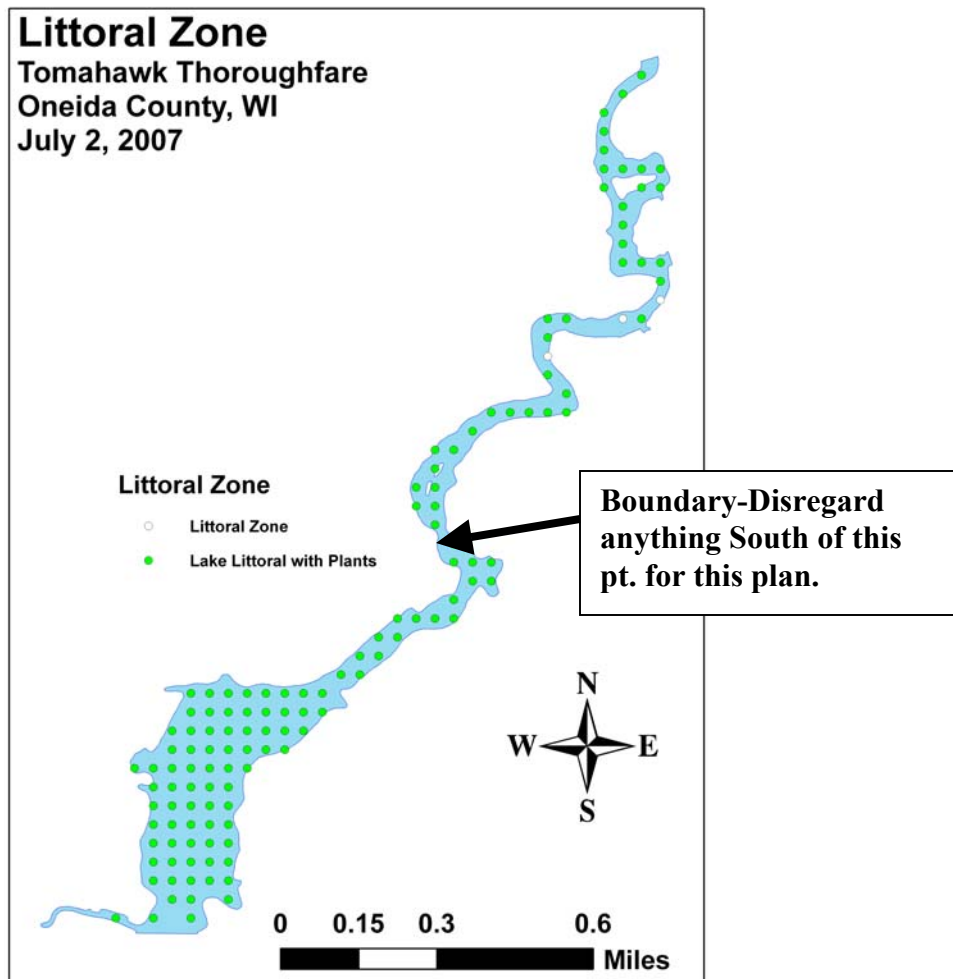 Littoral Zone
Tomahawk Thoroughfare
Oneida County, WI
July 2, 2007
Littoral Zone
Littoral Zone
Lake Littoral with Plants
Boundary-Disregard
anything South of this
pt. for this plan.
N
W E
S
0 0.15 0.3 0.6
Miles